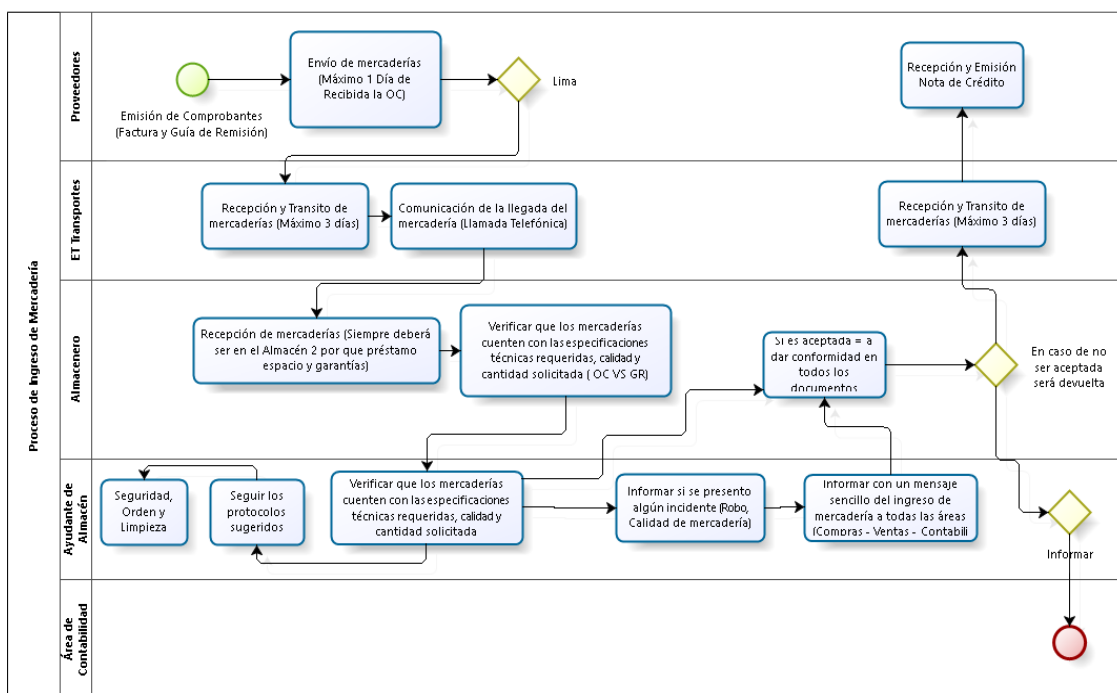 Proceso de Ingreso de Mercadería
Proveedores
Emisión de Comprobantes
(Factura y Guía de Remisión)
Envío de mercaderías
(Máximo 1 Día de
Recibida la OC)
Lima
Recepción y Emisión
Nota de Crédito
ET Transportes
Recepción y Transito de
mercaderías (Máximo 3 días)
Comunicación de la llegada del
mercadería (Llamada Telefónica)
Recepción y Transito de
mercaderías (Máximo 3 días)
Almacenero
Recepción de mercaderías (Siempre deberá
ser en el Almacén 2 por que préstamo
espacio y garantías)
Verificar que los mercaderías
cuenten con las especificaciones
técnicas requeridas, calidad y
cantidad solicitada ( OC VS GR)
Si es aceptada = a
dar conformidad en
todos los
documentos
En caso de no
ser aceptada
será devuelta
Ayudante de
Almacén
Seguridad,
Orden y
Limpieza
Seguir los
protocolos
sugeridos
Verificar que los mercaderías
cuenten con las especificaciones
técnicas requeridas, calidad y
cantidad solicitada
Informar si se presento
algún incidente (Robo,
Calidad de mercadería)
Informar con un mensaje
sencillo del ingreso de
mercadería a todas las áreas
(Compras - Ventas - Contabili
Informar
Área de
Contabilidad